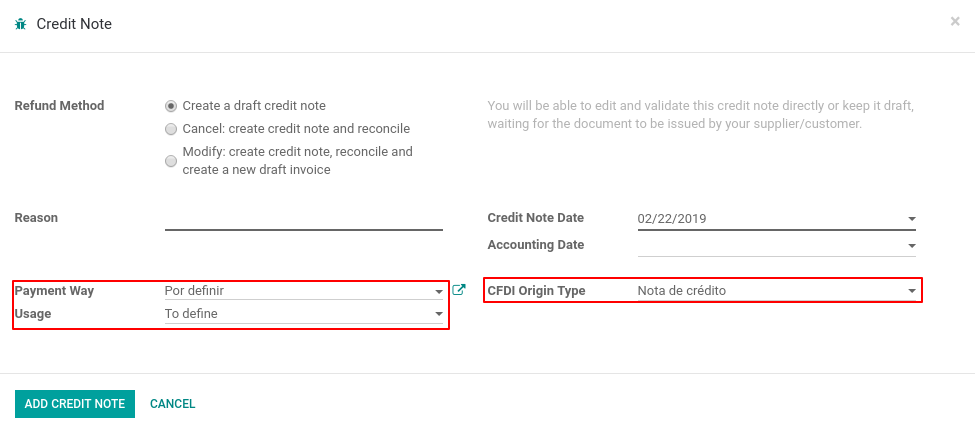 Credit Note
×
Refund Method
Create a draft credit note
Cancel: create credit note and reconcile
Modify: create credit note, reconcile and
create a new draft invoice
You will be able to edit and validate this credit note directly or keep it draft,
waiting for the document to be issued by your supplier/customer.
Reason
Credit Note Date 02/22/2019
Accounting Date
Payment Way Por definir
Usage To define
CFDI Origin Type Nota de crédito
ADD CREDIT NOTE CANCEL